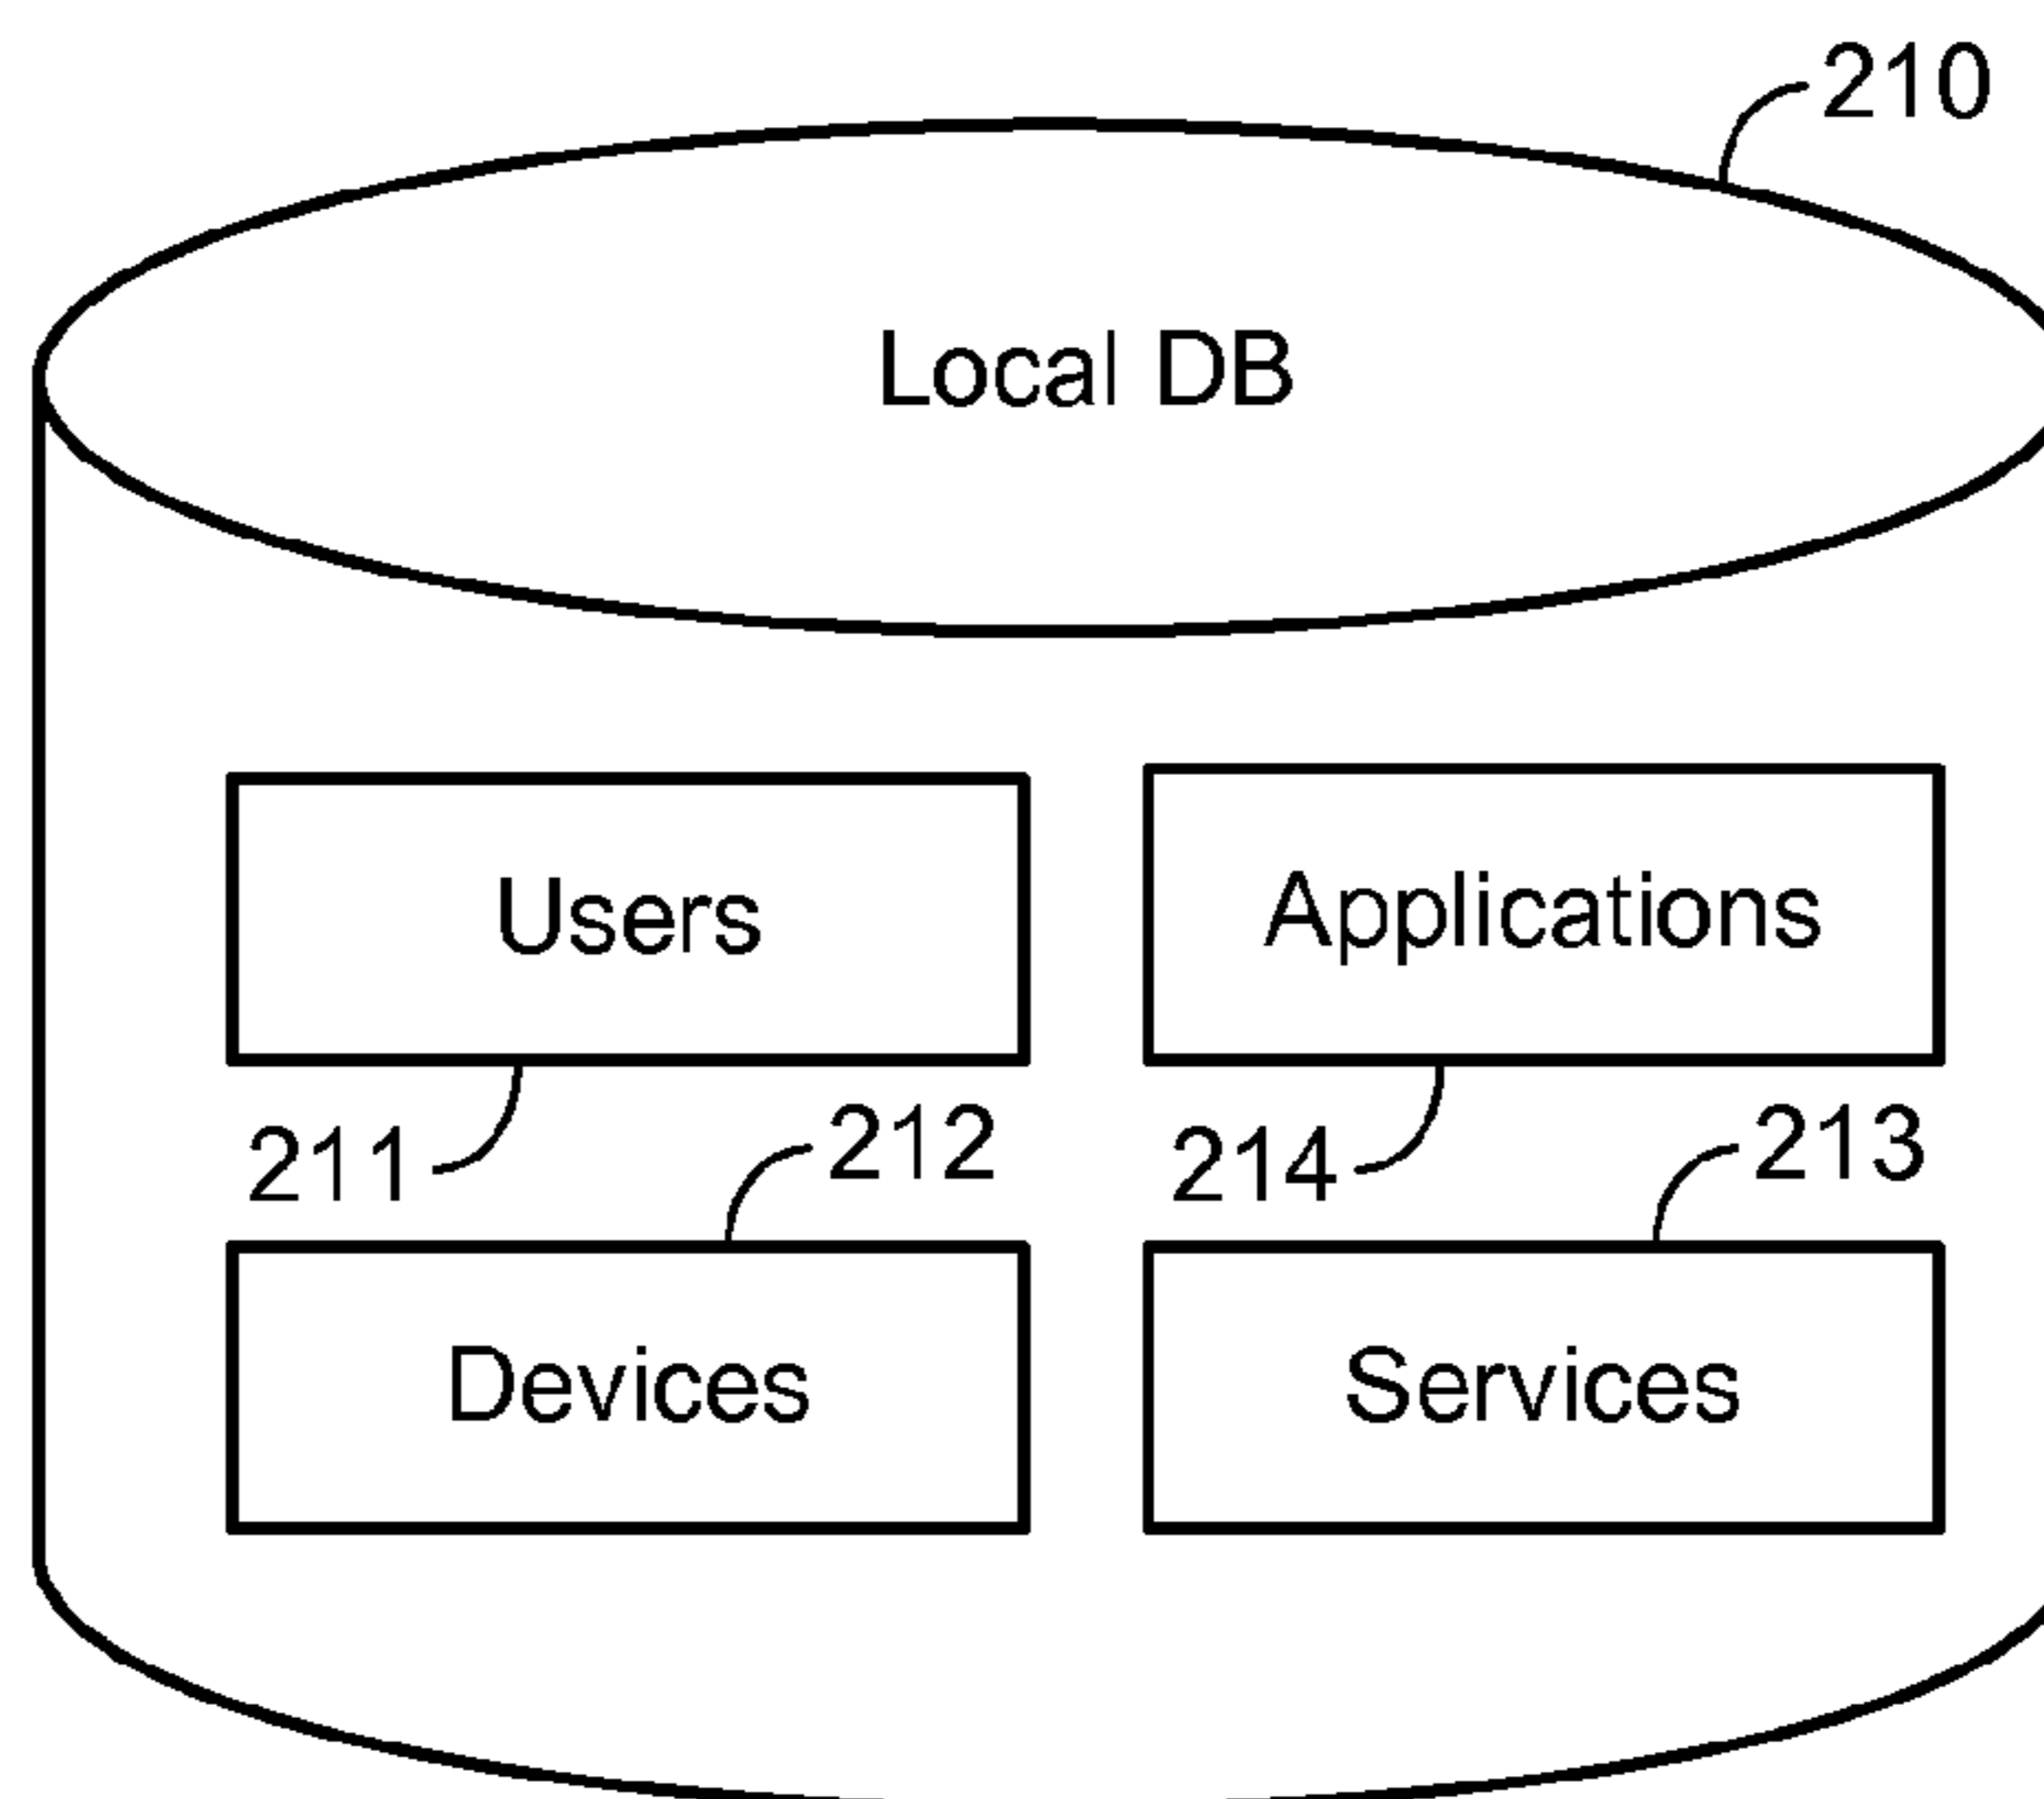 210
Local DB
Users
Applications
211
212
214
213
Devices
Services